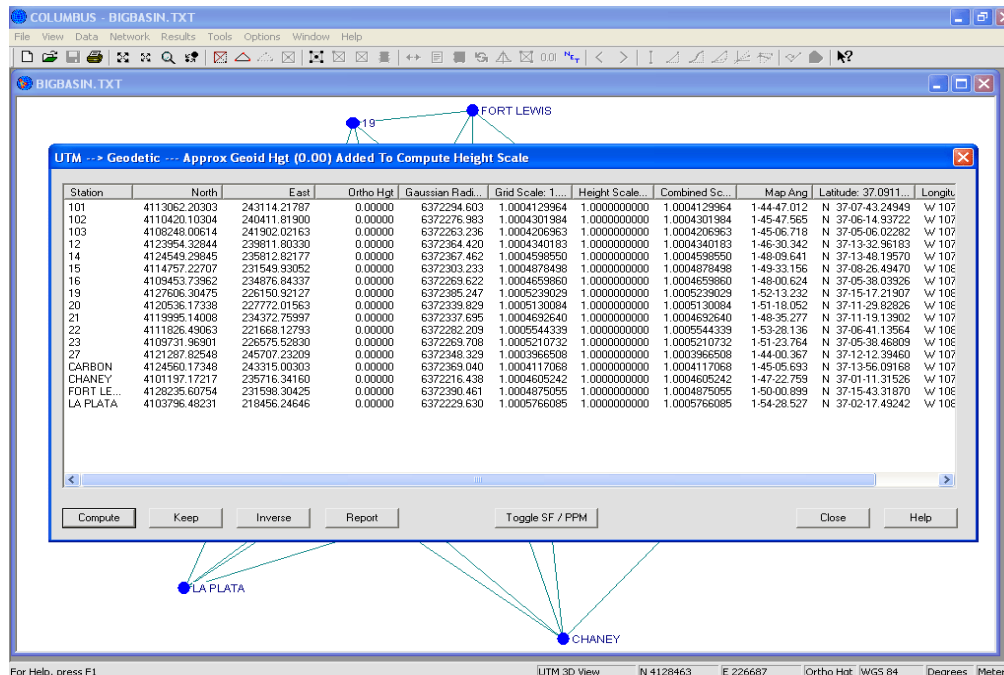 COLUMBUS - BIGBASIN.TXT
File View Data Network Results Tools Options Window Help
0.01
BIGBASIN.TXT
FORT LEWIS
19
UTM --> Geodetic --- Approx Geoid Hgt (0.00) Added To Compute Height Scale
Station North East Ortho Hgt Gaussian Radi... Grid Scale: 1.... Height Scale... Combined Sc... Map Ang Latitude: 37.0911... Longitu
101 4113062.20303 243114.21787 0.00000 6372294.603 1.0004129964 1.0000000000 1.0004129964 1-44-47.012 N 37-07-43.24949 W 107
102 4110420.10304 240411.81900 0.00000 6372276.983 1.0004301984 1.0000000000 1.0004301984 1-45-47.565 N 37-06-14.93722 W 107
103 4108248.00614 241902.02163 0.00000 6372263.236 1.0004206963 1.0000000000 1.0004206963 1-45-06.718 N 37-05-06.02282 W 107
12 4123954.32844 239811.80330 0.00000 6372364.420 1.0004340183 1.0000000000 1.0004340183 1-46-30.342 N 37-13-32.96183 W 107
14 4124549.29845 235812.82177 0.00000 6372367.462 1.0004598550 1.0000000000 1.0004598550 1-48-09.641 N 37-13-48.19570 W 107
15 4114757.22707 231549.93052 0.00000 6372303.233 1.0004878498 1.0000000000 1.0004878498 1-49-33.156 N 37-08-26.49470 W 108
16 4109453.73962 234876.84337 0.00000 6372269.622 1.0004659860 1.0000000000 1.0004659860 1-48-00.624 N 37-05-38.03926 W 107
19 4127606.30475 226150.92127 0.00000 6372385.247 1.0005239029 1.0000000000 1.0005239029 1-52-13.232 N 37-15-17.21907 W 108
20 4120536.17338 227772.01563 0.00000 6372339.829 1.0005130084 1.0000000000 1.0005130084 1-51-18.052 N 37-11-29.82826 W 108
21 4119995.14008 234372.75997 0.00000 6372337.695 1.0004692640 1.0000000000 1.0004692640 1-48-35.277 N 37-11-19.13902 W 107
22 4111826.49063 221668.12793 0.00000 6372282.209 1.0005544339 1.0000000000 1.0005544339 1-53-28.136 N 37-06-41.13564 W 108
23 4109731.96901 226575.52830 0.00000 6372269.708 1.0005210732 1.0000000000 1.0005210732 1-51-23.764 N 37-05-38.46809 W 108
27 4121287.82548 245707.23209 0.00000 6372348.329 1.0003966508 1.0000000000 1.0003966508 1-44-00.367 N 37-12-12.39460 W 107
CARBON 4124560.17348 243315.00303 0.00000 6372369.040 1.0004117068 1.0000000000 1.0004117068 1-45-05.693 N 37-13-56.09168 W 107
CHANEY 4101197.17217 235716.34160 0.00000 6372216.438 1.0004605242 1.0000000000 1.0004605242 1-47-22.759 N 37-01-11.31526 W 107
FORT LE... 4128235.60754 231598.30425 0.00000 6372390.461 1.0004875055 1.0000000000 1.0004875055 1-50-00.899 N 37-15-43.31870 W 108
LA PLATA 4103796.48231 218456.24646 0.00000 6372229.630 1.0005766085 1.0000000000 1.0005766085 1-54-28.527 N 37-02-17.49242 W 108
Compute Keep Inverse Report Toggle SF / PPM Close Help
LA PLATA
CHANEY
For Help, press F1 UTM 3D View N 4128463 E 226687 Ortho Hgt WGS 84 Degrees Meter